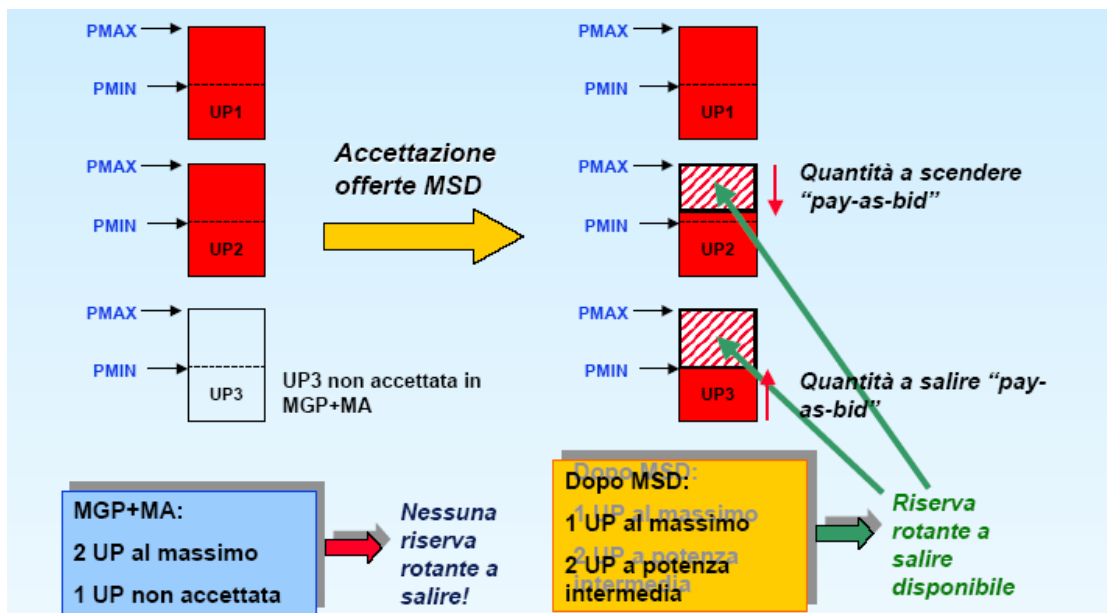 PMAX
PMIN
UP1
PMAX
PMIN
UP2
PMAX
PMIN
UP3
UP3 non accettata in
MGP+MA
Accettazione
offerte MSD
PMAX
PMIN
UP1
PMAX
PMIN
UP2
Quantità a scendere
“pay-as-bid”
PMAX
PMIN
UP3
Quantità a salire “pay-
as-bid”
MGP+MA:
2 UP al massimo
1 UP non accettata
Nessuna
riserva
rotante a
salire!
Dopo MSD:
1 UP al massimo
2 UP a potenza
intermedia
Riserva
rotante a
salire
disponibile